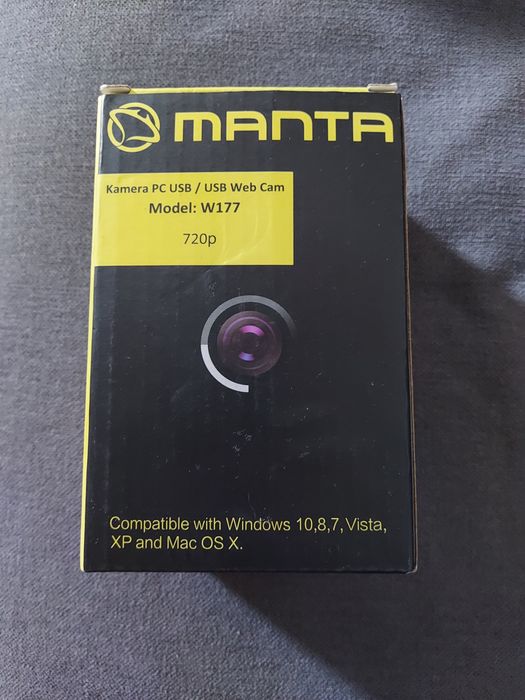 MANTA
Kamera PC USB / USB Web Cam
Model: W177
720p
Compatible with Windows 10,8,7, Vista,
XP and Mac OS X.